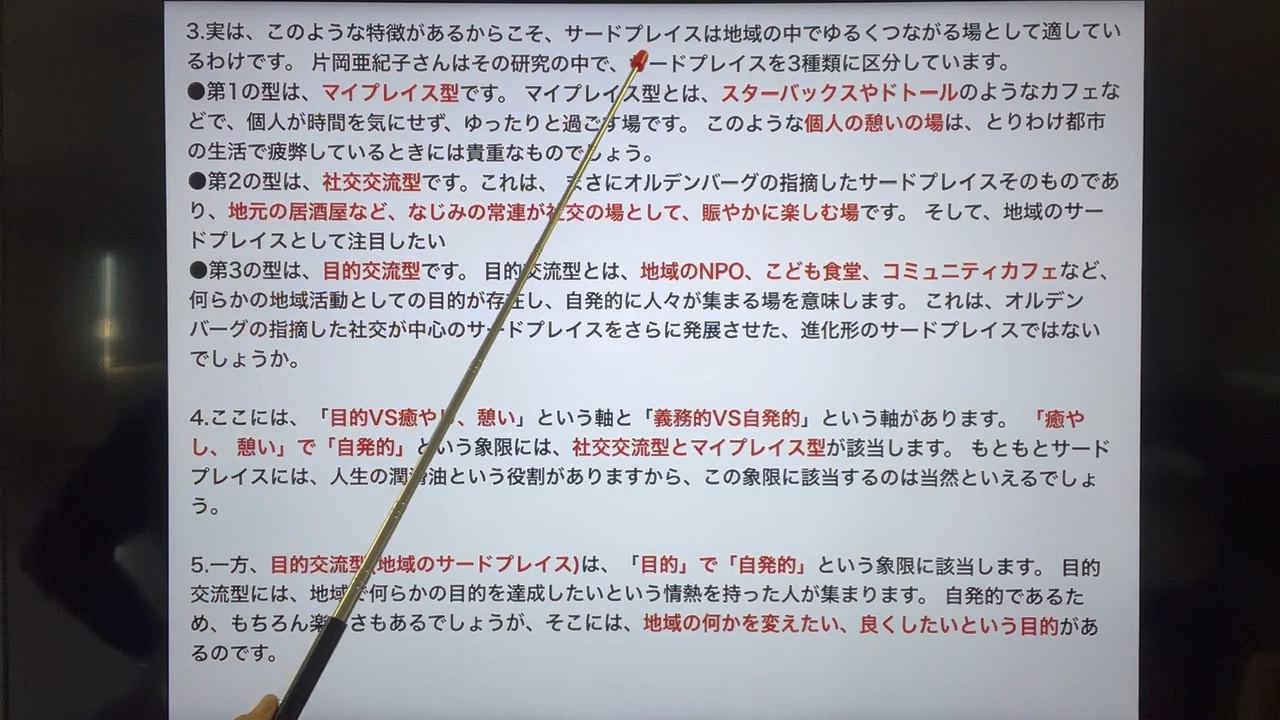 3.実は、このような特徴があるからこそ、サードプレイスは地域の中でゆるくつながる場として適してい
るわけです。 片岡亜紀子さんはその研究の中で、サードプレイスを3種類に区分しています。
●第1の型は、マイプレイス型です。 マイプレイス型とは、スターバックスやドトールのようなカフェな
どで、個人が時間を気にせず、ゆったりと過ごす場です。 このような個人の憩いの場は、とりわけ都市
の生活で疲弊しているときには貴重なものでしょう。
●第2の型は、社交交流型です。これは、 まさにオルデンバーグの指摘したサードプレイスそのものであ
り、地元の居酒屋など、なじみの常連が社交の場として、賑やかに楽しむ場です。 そして、地域のサー
ドプレイスとして注目したい
●第3の型は、目的交流型です。 目的交流型とは、地域のNPO、こども食堂、コミュニティカフェなど、
何らかの地域活動としての目的が存在し、自発的に人々が集まる場を意味します。 これは、オルデン
バーグの指摘した社交が中心のサードプレイスをさらに発展させた、進化形のサードプレイスではない
でしょうか。
4.ここには、「目的VS癒やし、憩い」という軸と「義務的VS自発的」という軸があります。 「癒や
し、 憩い」で「自発的」という象限には、社交交流型とマイプレイス型が該当します。 もともとサード
プレイスには、人生の潤滑油という役割がありますから、この象限に該当するのは当然といえるでしょ
う。
5.一方、目的交流型(地域のサードプレイス)は、「目的」で「自発的」という象限に該当します。 目的
交流型には、地域で何らかの目的を達成したいという情熱を持った人が集まります。 自発的であるた
め、もちろん楽しさもあるでしょうが、そこには、地域の何かを変えたい、良くしたいという目的があ
るのです。